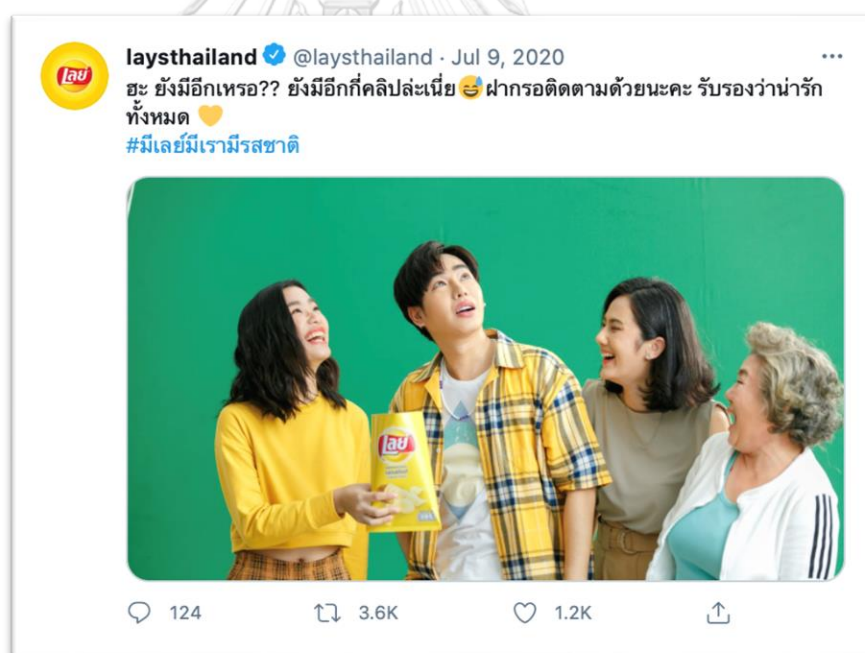 เลย์
laysthailand @laysthailand · Jul 9, 2020
ฮะ ยังมีอีกเหรอ?? ยังมีอีกกี่คลิปล่ะเนี่ย😅ฝากรอติดตามด้วยนะคะ รับรองว่าน่ารัก
ทั้งหมด 💛
#มีเลย์มีเรามีรสชาติ
เลย์
124 3.6K 1.2K